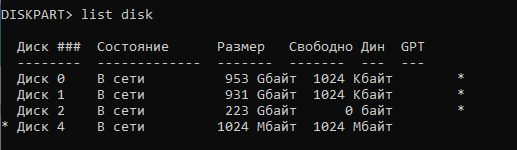 DISKPART> list disk
Диск ###  Состояние      Размер   Свободно Дин  GPT
--------  -------------  -------  -------  ---  ---
Диск 0    В сети          953 Gбайт  1024 Kбайт        *
Диск 1    В сети          931 Gбайт  1024 Kбайт        *
Диск 2    В сети          223 Gбайт      0 байт        *
* Диск 4    В сети         1024 Mбайт  1024 Mбайт